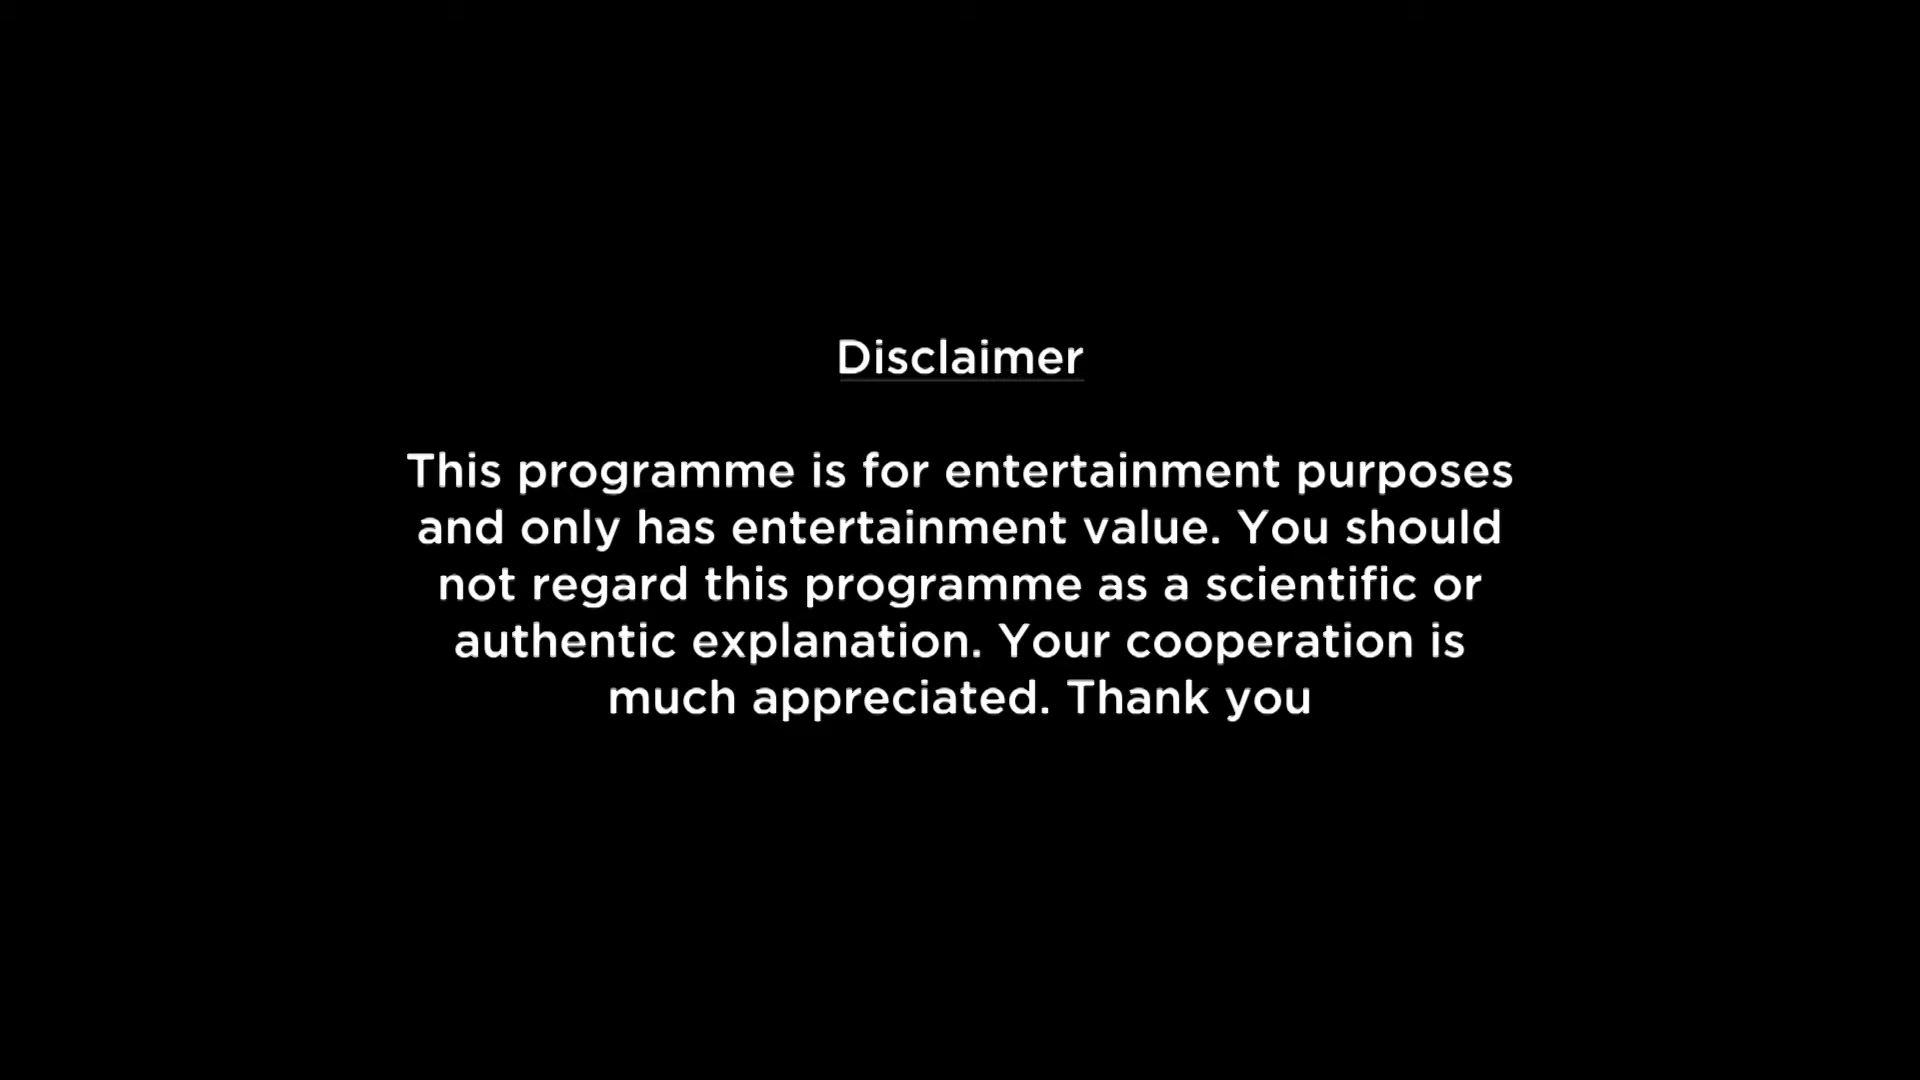 Disclaimer
This programme is for entertainment purposes
and only has entertainment value. You should
not regard this programme as a scientific or
authentic explanation. Your cooperation is
much appreciated. Thank you